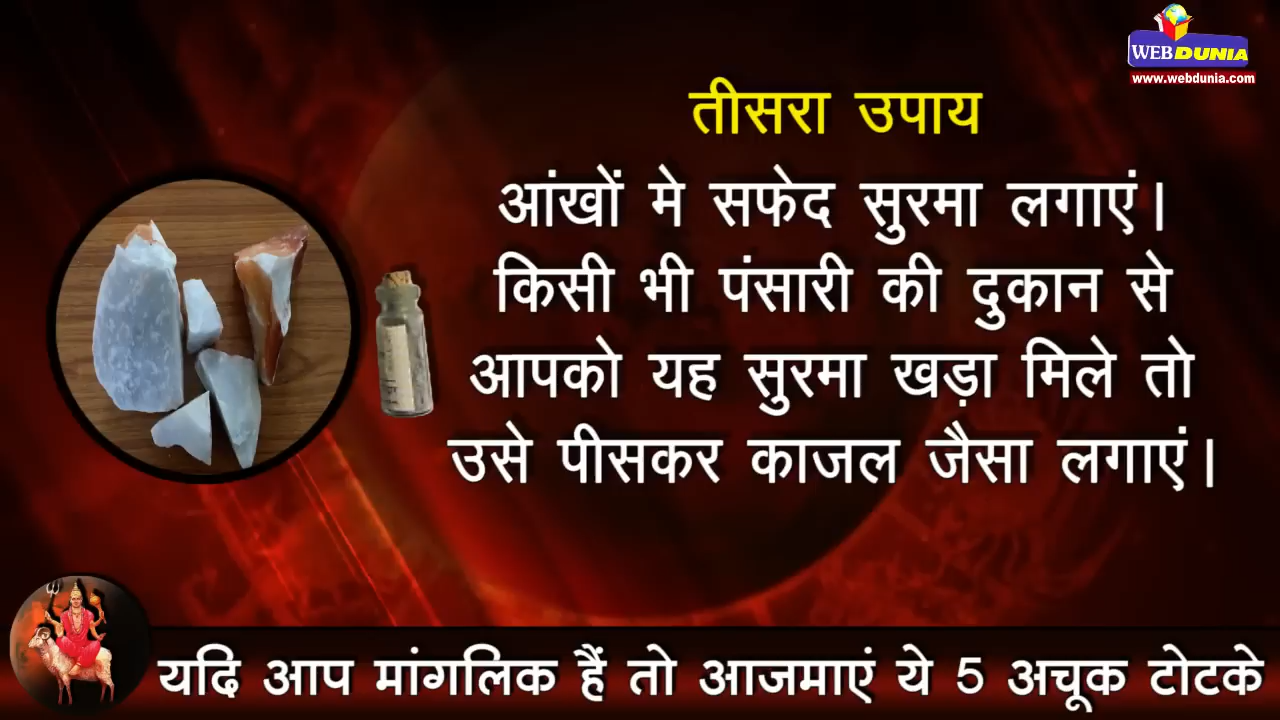 WEBDUNIA
www.webdunia.com
तीसरा उपाय
आंखों मे सफेद सुरमा लगाएं।
किसी भी पंसारी की दुकान से
आपको यह सुरमा खड़ा मिले तो
उसे पीसकर काजल जैसा लगाएं।
यदि आप मांगलिक हैं तो आजमाएं ये 5 अचूक टोटके